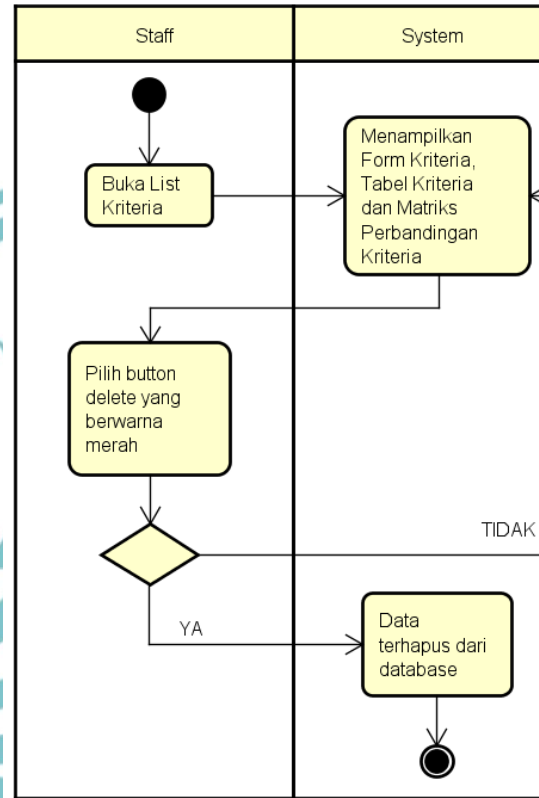 Staff
System
Buka List
Kriteria
Menampilkan
Form Kriteria,
Tabel Kriteria
dan Matriks
Perbandingan
Kriteria
Pilih button
delete yang
berwarna
merah
TIDAK
YA
Data
terhapus dari
database